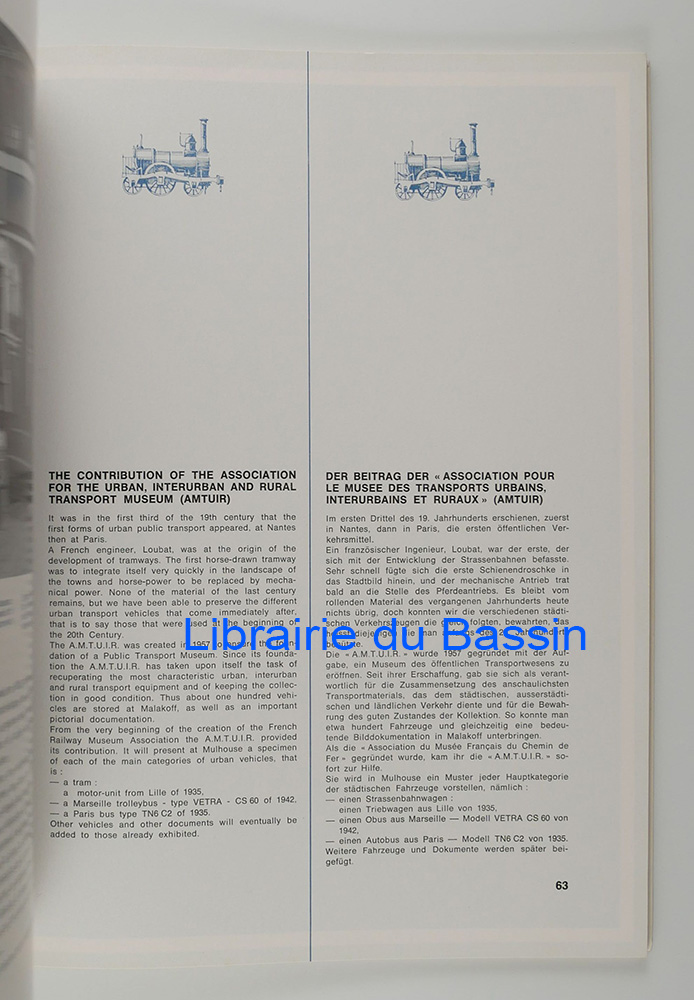 THE CONTRIBUTION OF THE ASSOCIATION
FOR THE URBAN, INTERURBAN AND RURAL
TRANSPORT MUSEUM (AMTUIR)
It was in the first third of the 19th century that the
first forms of urban public transport appeared, at Nantes
then at Paris.
A French engineer, Loubat, was at the origin of the
development of tramways. The first horse-drawn tramway
was to integrate itself very quickly in the landscape of
the towns and horse-power to be replaced by mecha-
nical power. None of the material of the last century
remains, but we have been able to preserve the different
urban transport vehicles that come immediately after,
that is to say those that were used at the beginning of
the 20th Century.
The A.M.T.U.I.R. was created in 1957 to ensure the foun-
dation of a Public Transport Museum. Since its founda-
tion the A.M.T.U.I.R. has taken upon itself the task of
recuperating the most characteristic urban, interurban
and rural transport equipment and of keeping the collec-
tion in good condition. Thus about one hundred vehi-
cles are stored at Malakoff, as well as an important
pictorial documentation.
From the very beginning of the creation of the French
Railway Museum Association the A.M.T.U.I.R. provided
its contribution. It will present at Mulhouse a specimen
of each of the main categories of urban vehicles, that
is :
— a tram :
a motor-unit from Lille of 1935,
— a Marseille trolleybus - type VETRA - CS 60 of 1942,
— a Paris bus type TN6 C2 of 1935.
Other vehicles and other documents will eventually be
added to those already exhibited.
DER BEITRAG DER « ASSOCIATION POUR
LE MUSEE DES TRANSPORTS URBAINS,
INTERURBAINS ET RURAUX » (AMTUIR)
Im ersten Drittel des 19. Jahrhunderts erschienen, zuerst
in Nantes, dann in Paris, die ersten öffentlichen Ver-
kehrsmittel.
Ein französischer Ingenieur, Loubat, war der erste, der
sich mit der Entwicklung der Strassenbahnen befasste.
Sehr schnell fügte sich die erste Schienendroschke in
das Stadtbild hinein, und der mechanische Antrieb trat
bald an die Stelle des Pferdeantriebs. Es bleibt vom
rollenden Material des vergangenen Jahrhunderts heute
nichts übrig, doch konnten wir die verschiedenen städti-
schen Verkehrszeugen die gleich folgten, bewahrten, das
man
Die « A.M.T.U.I.R. » wurde 1957 gegründet mit der Auf-
gabe, ein Museum des öffentlichen Transportwesens zu
eröffnen. Seit ihrer Erschaffung, gab sie sich als verant-
wortlich für die Zusammensetzung des anschaulichsten
Transportmaterials, das dem städtischen, ausserstädti-
schen und ländlichen Verkehr diente und für die Bewah-
rung des guten Zustandes der Kollektion. So konnte man
etwa hundert Fahrzeuge und gleichzeitig eine bedeu-
tende Bilddokumentation in Malakoff unterbringen.
Als die « Association du Musée Français du Chemin de
Fer » gegründet wurde, kam ihr die « A.M.T.U.I.R. » so-
fort zur Hilfe.
Sie wird in Mulhouse ein Muster jeder Hauptkategorie
der städtischen Fahrzeuge vorstellen, nämlich :
— einen Strassenbahnwagen :
einen Triebwagen aus Lille von 1935,
— einen Obus aus Marseille — Modell VETRA CS 60 von
1942,
— einen Autobus aus Paris — Modell TN6 C2 von 1935.
Weitere Fahrzeuge und Dokumente werden später bei-
gefügt.
63
Librairie du Bassin